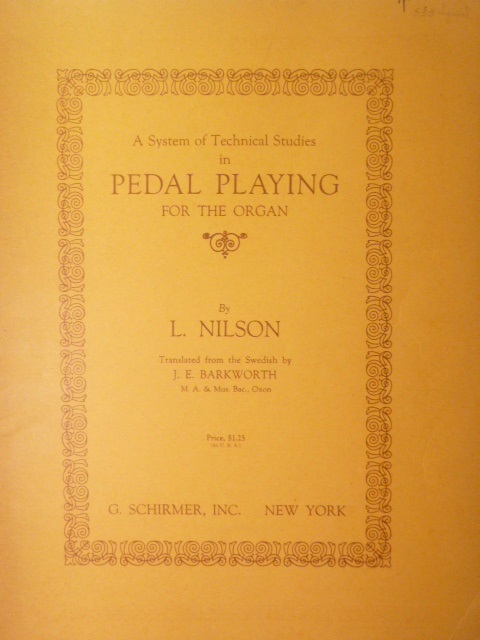 A System of Technical Studies
in
PEDAL PLAYING
FOR THE ORGAN
By
L. NILSON
Translated from the Swedish by
J. E. BARKWORTH
M. A. & Mus. Bac., Oxon
Price, $1.25
(In U. S. A.)
G. SCHIRMER, INC. NEW YORK